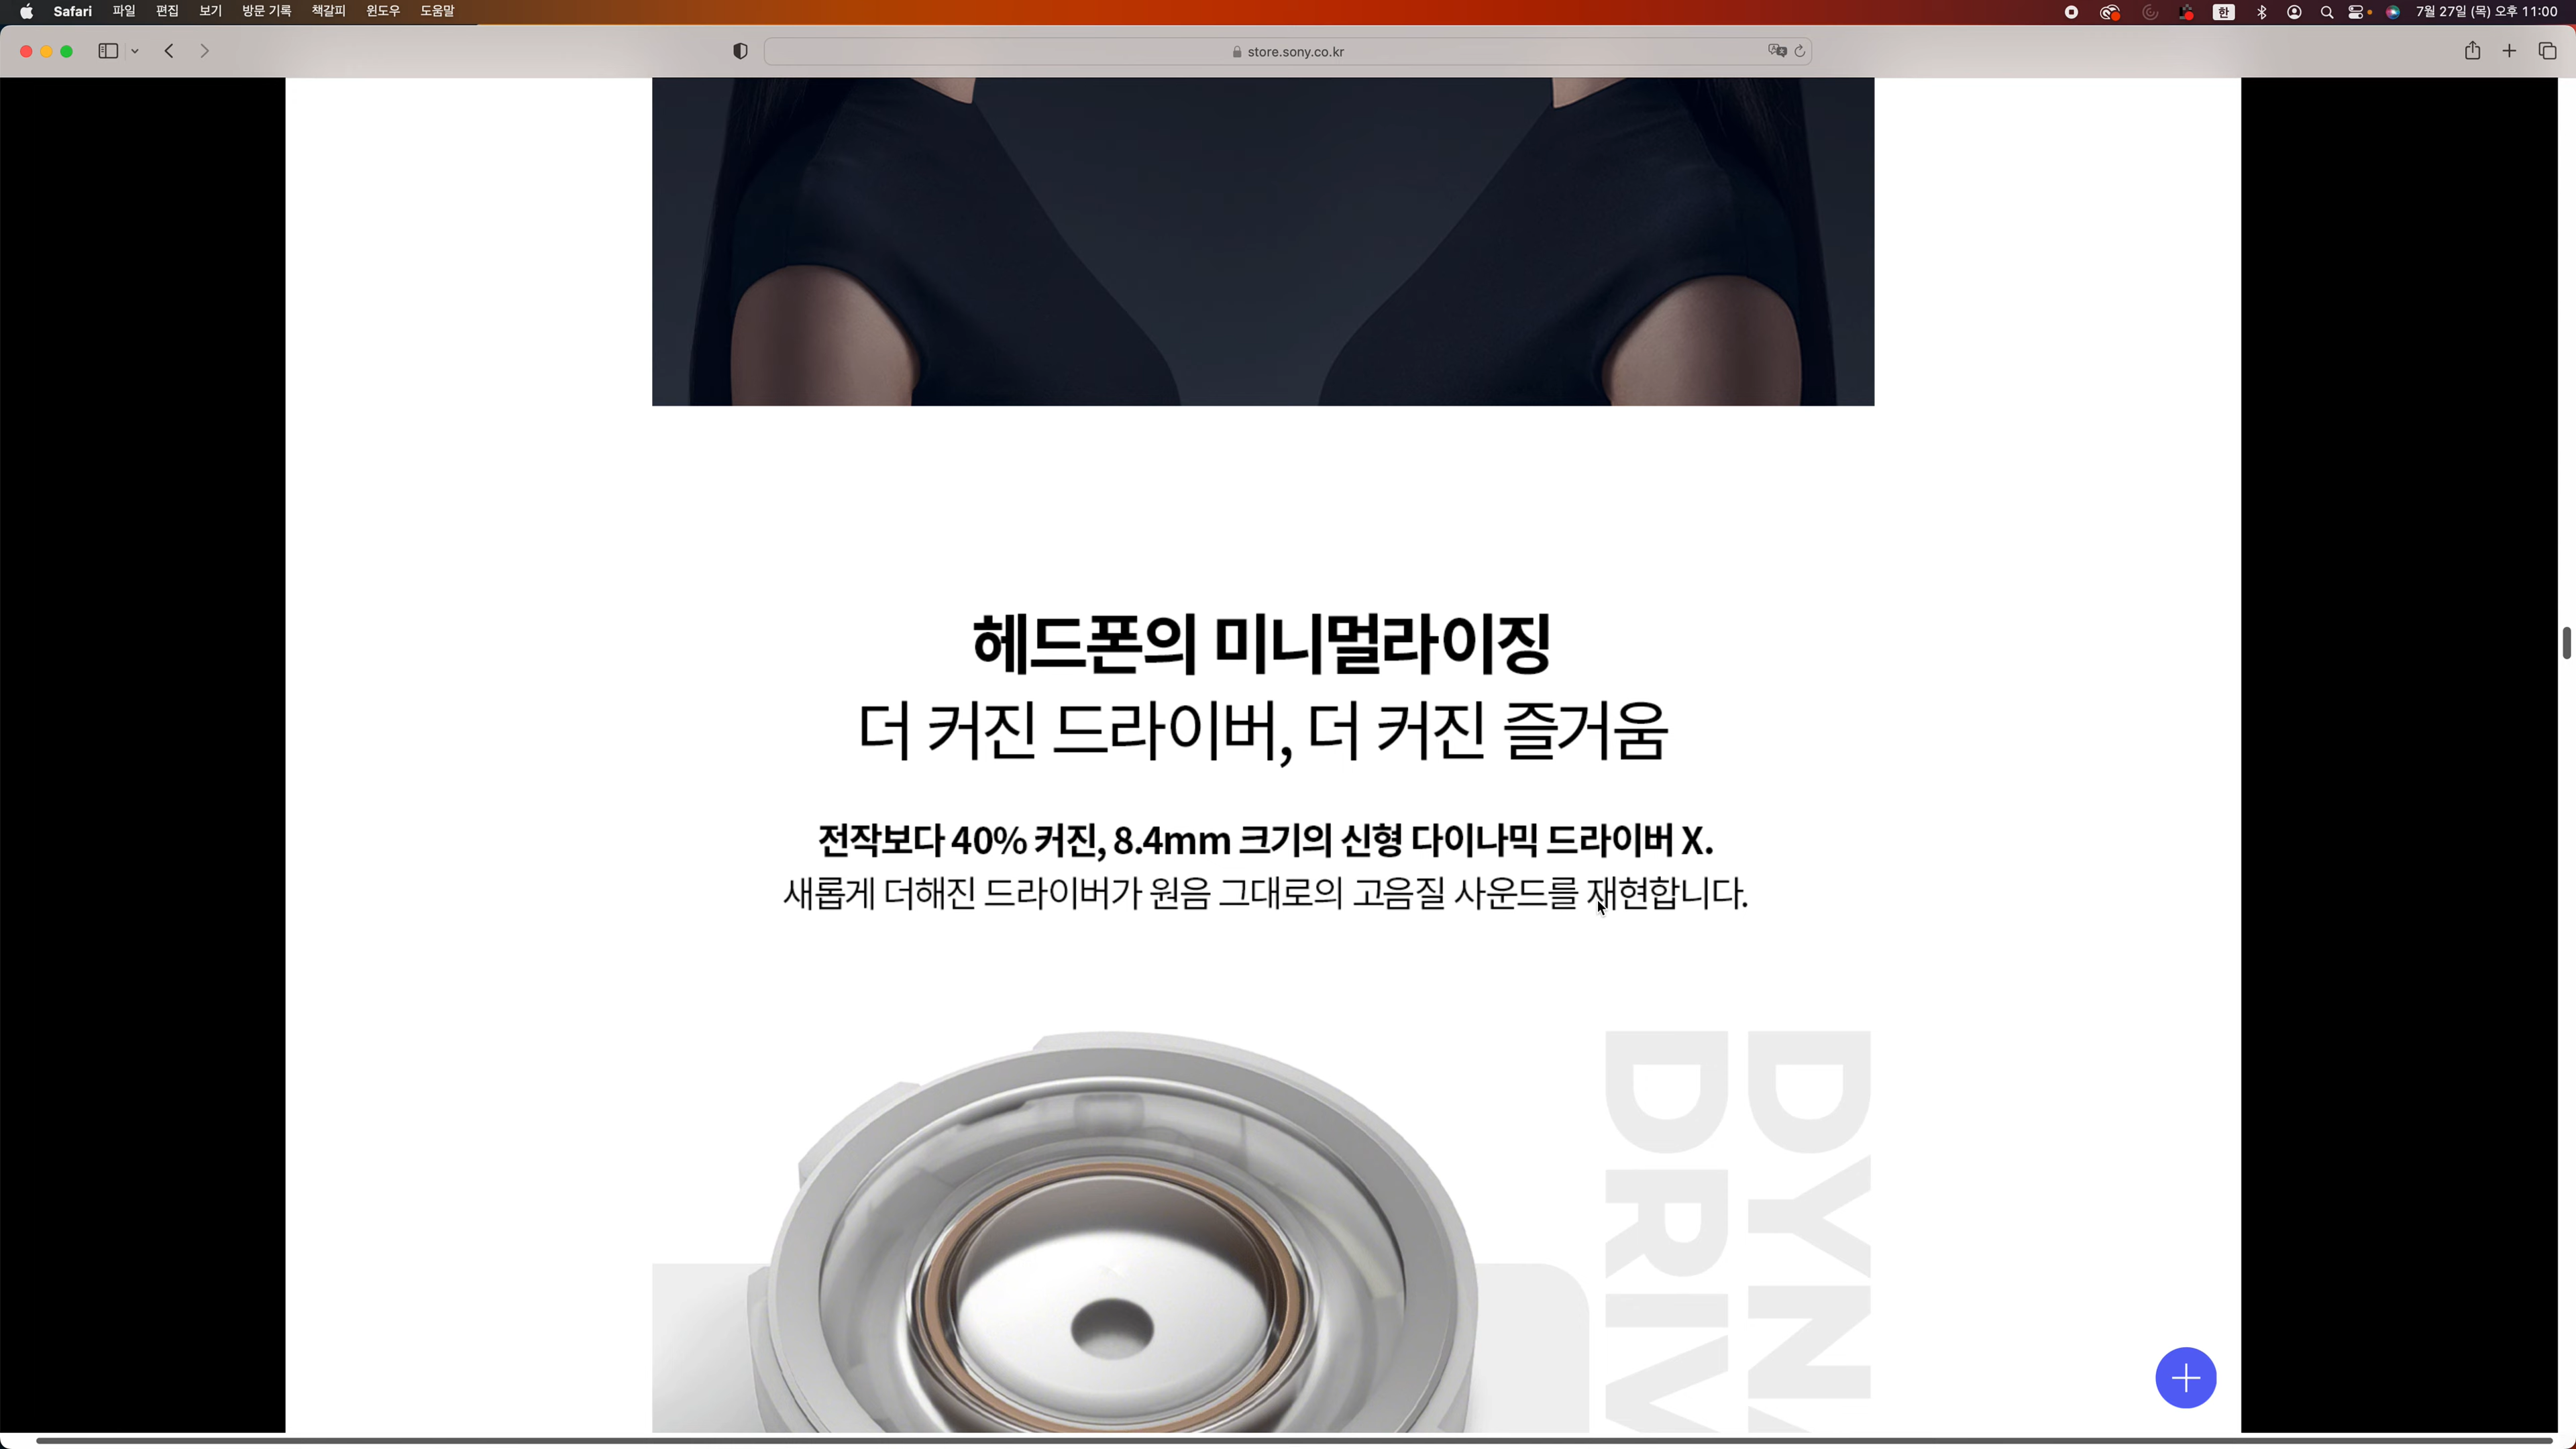 Safari 파일 편집 보기 방문 기록 책갈피 윈도우 도움말 한 7월 27일 (목) 오후 11:00
store.sony.co.kr
헤드폰의 미니멀라이징
더 커진 드라이버, 더 커진 즐거움
전작보다 40% 커진, 8.4mm 크기의 신형 다이나믹 드라이버 X.
새롭게 더해진 드라이버가 원음 그대로의 고음질 사운드를 재현합니다.
DYNA
DRIV